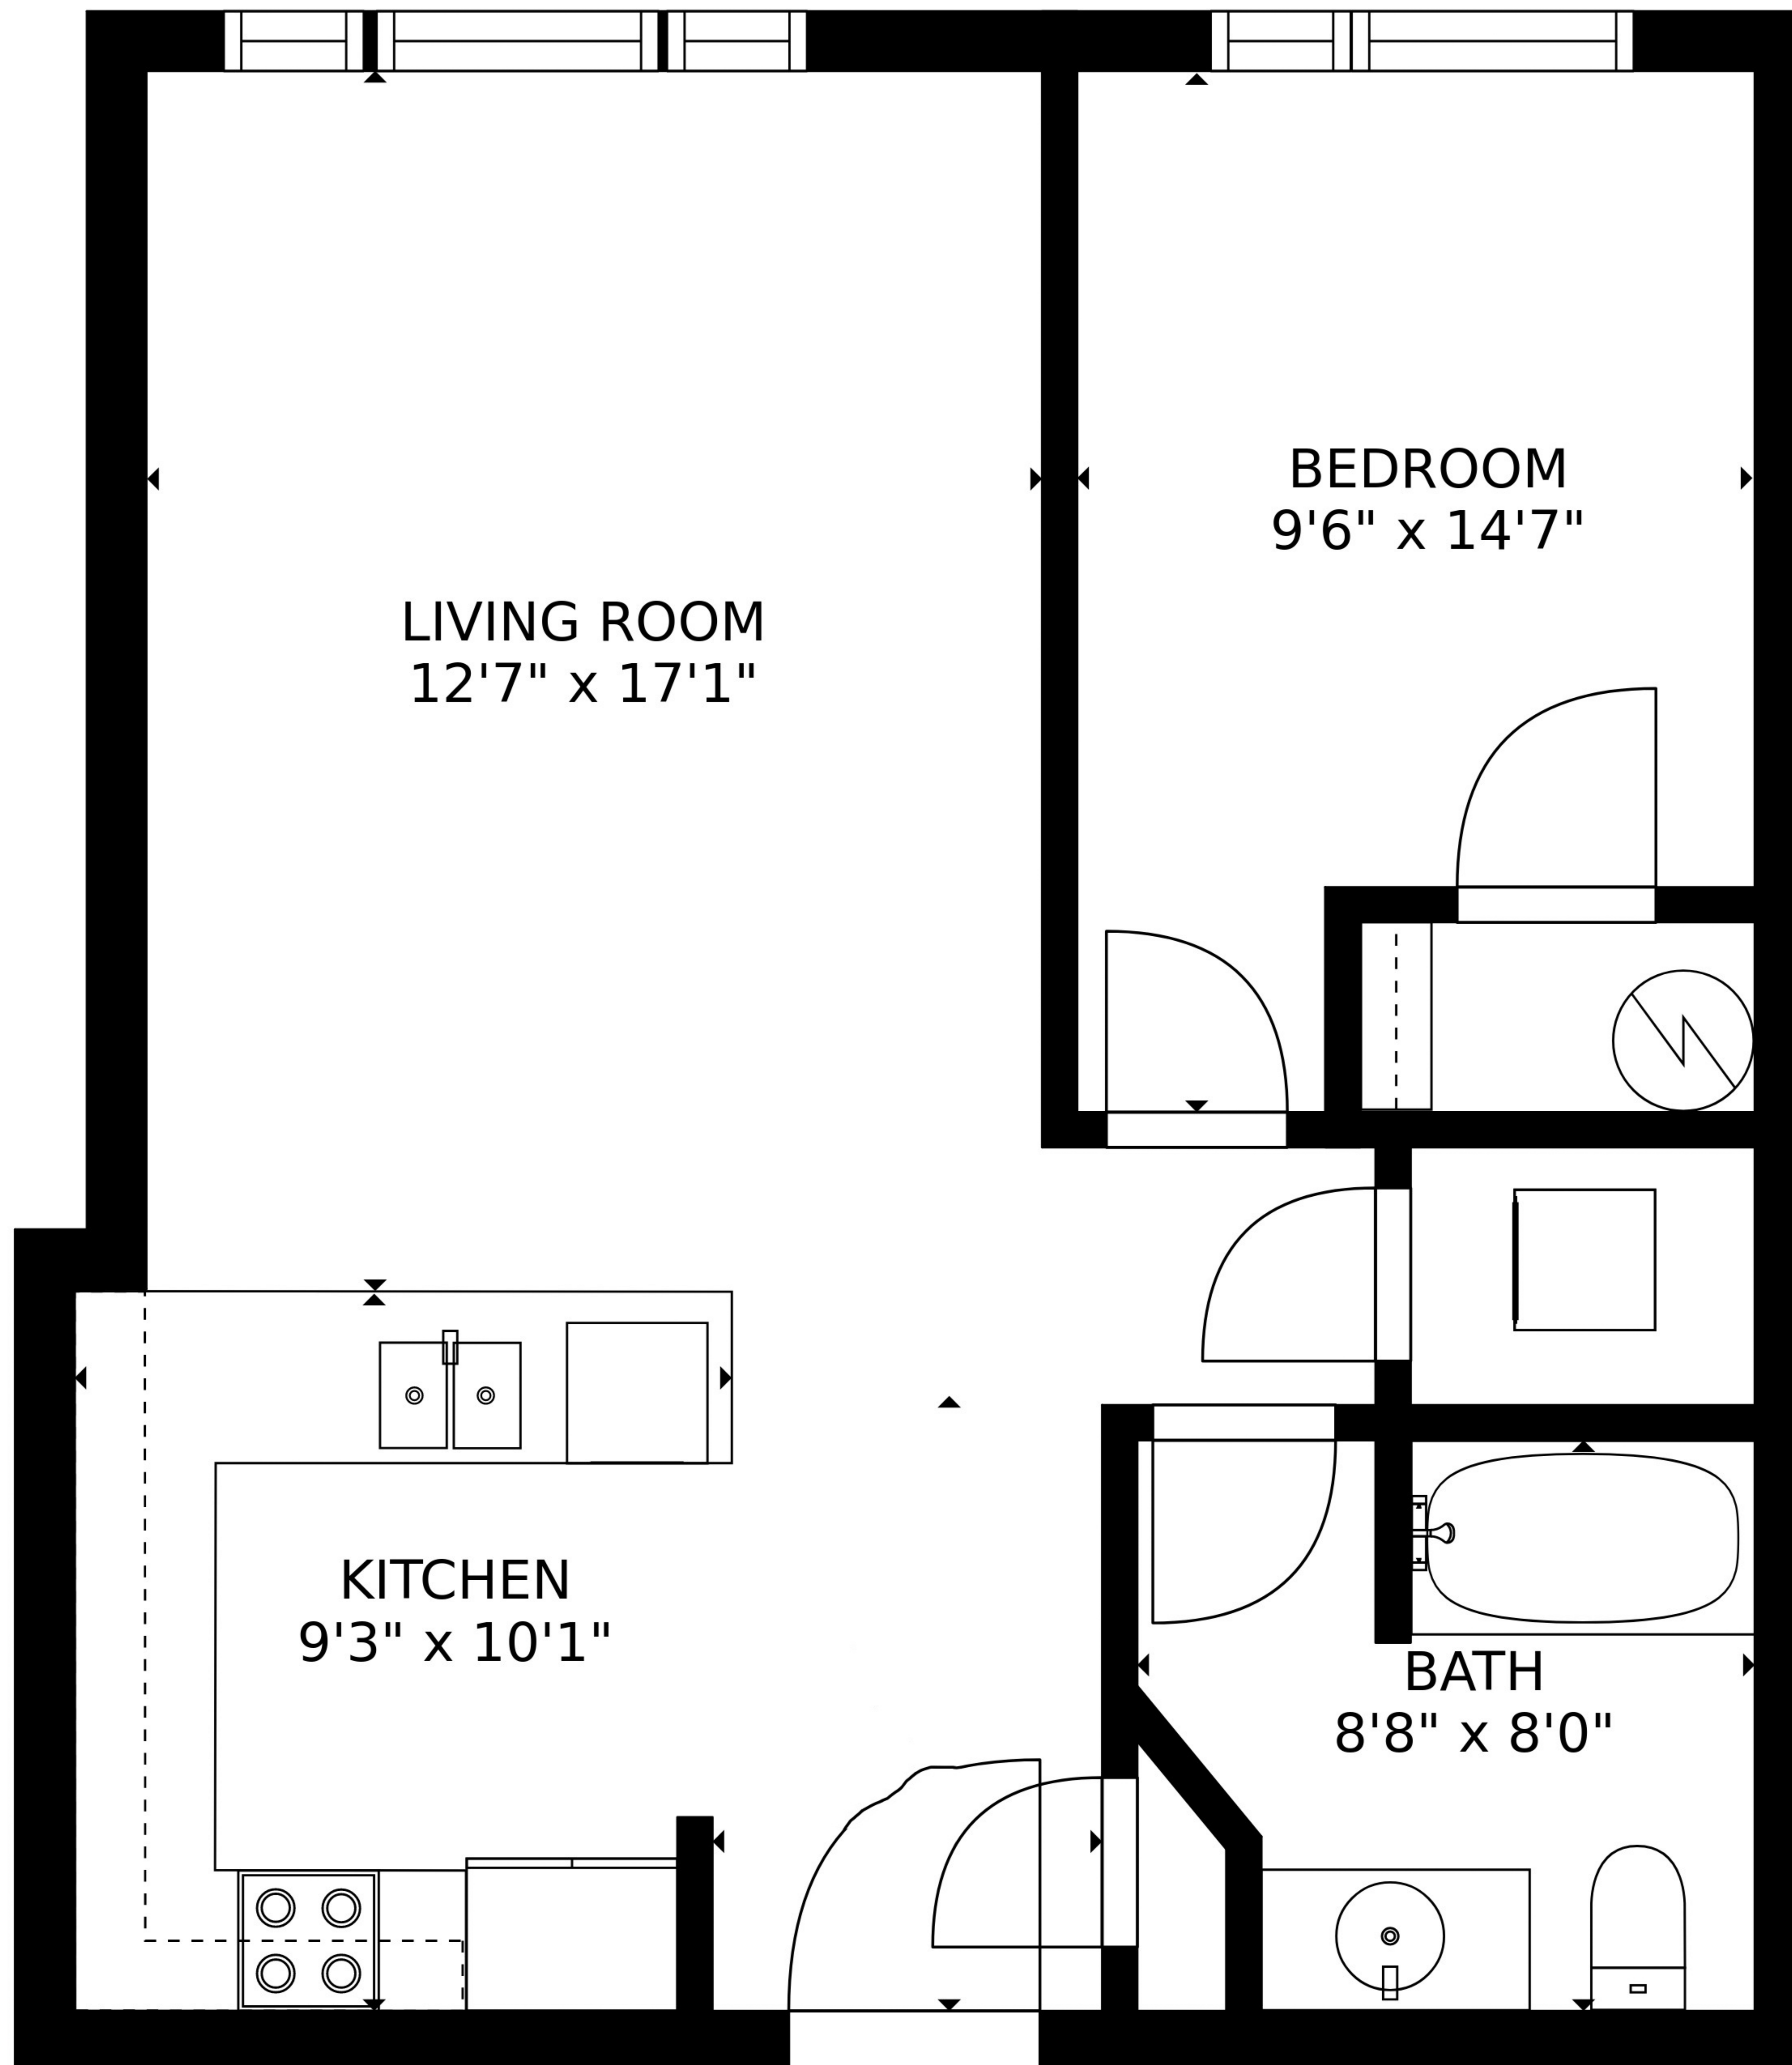 BEDROOM
9'6" x 14'7"
LIVING ROOM
12'7" x 17'1"
KITCHEN
9'3" x 10'1"
BATH
8'8" x 8'0"